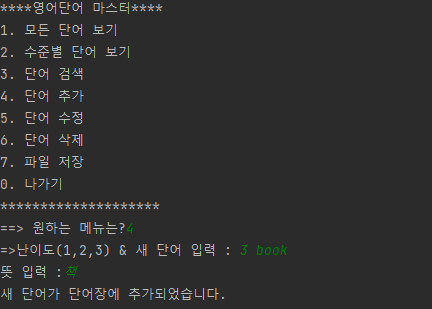 ****영어단어 마스터****
1. 모든 단어 보기
2. 수준별 단어 보기
3. 단어 검색
4. 단어 추가
5. 단어 수정
6. 단어 삭제
7. 파일 저장
0. 나가기
********************
==> 원하는 메뉴는?4
=>난이도(1,2,3) & 새 단어 입력 : 3 book
뜻 입력 :책
새 단어가 단어장에 추가되었습니다.